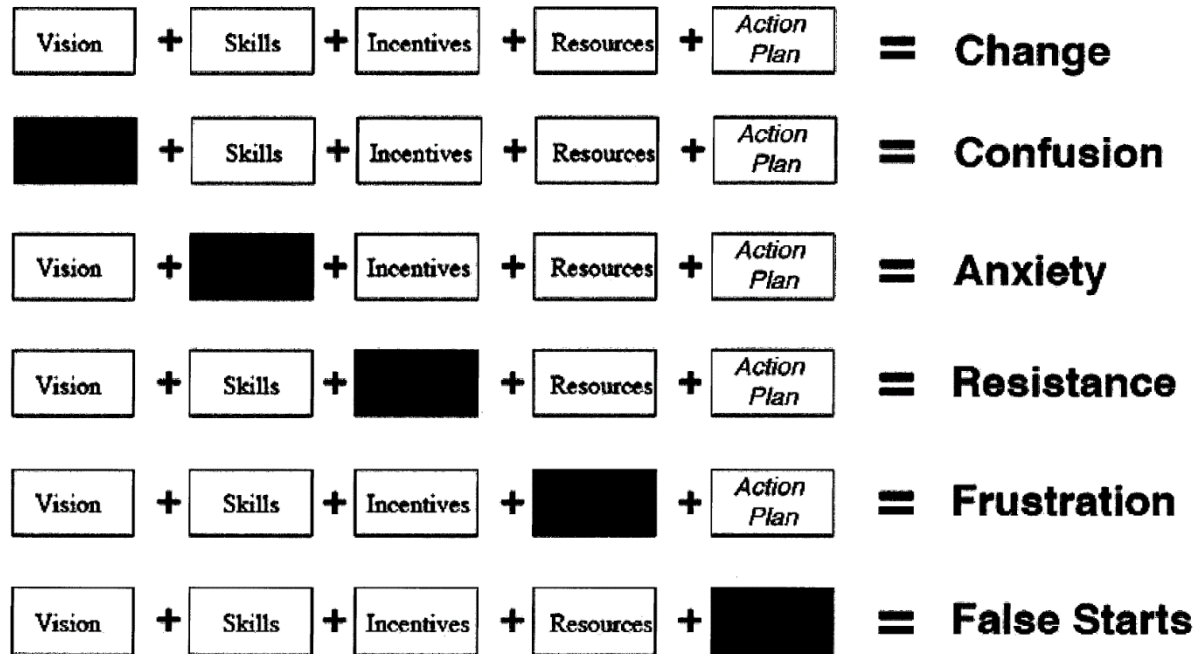 Vision + Skills + Incentives + Resources + Action Plan = Change
+ Skills + Incentives + Resources + Action Plan = Confusion
Vision + + Incentives + Resources + Action Plan = Anxiety
Vision + Skills + + Resources + Action Plan = Resistance
Vision + Skills + Incentives + + Action Plan = Frustration
Vision + Skills + Incentives + Resources + = False Starts